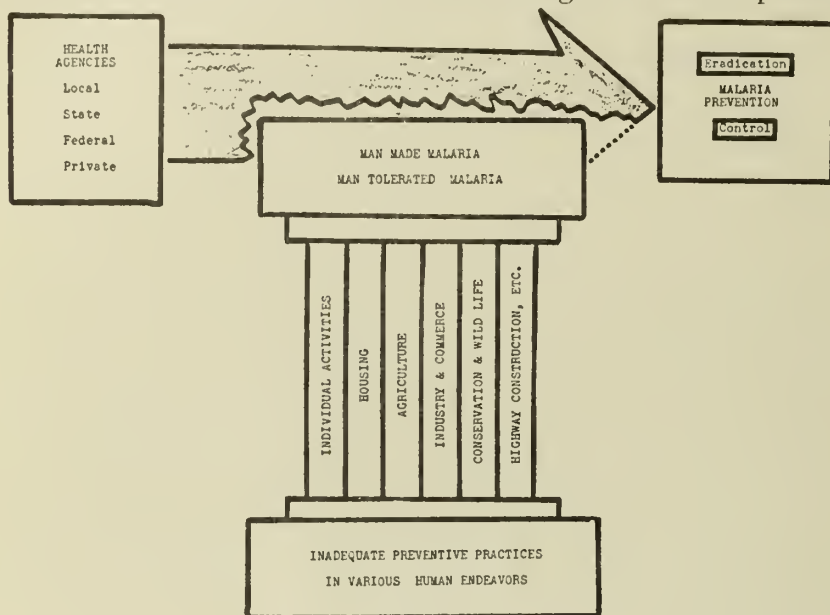 HEALTH
AGENCIES
Local
State
Federal
Private
Eradication
MALARIA
PREVENTION
Control
MAN MADE MALARIA
MAN TOLERATED MALARIA
INDIVIDUAL ACTIVITIES
HOUSING
AGRICULTURE
INDUSTRY & COMMERCE
CONSERVATION & WILD LIFE
HIGHWAY CONSTRUCTION, ETC.
INADEQUATE PREVENTIVE PRACTICES
IN VARIOUS HUMAN ENDEAVORS